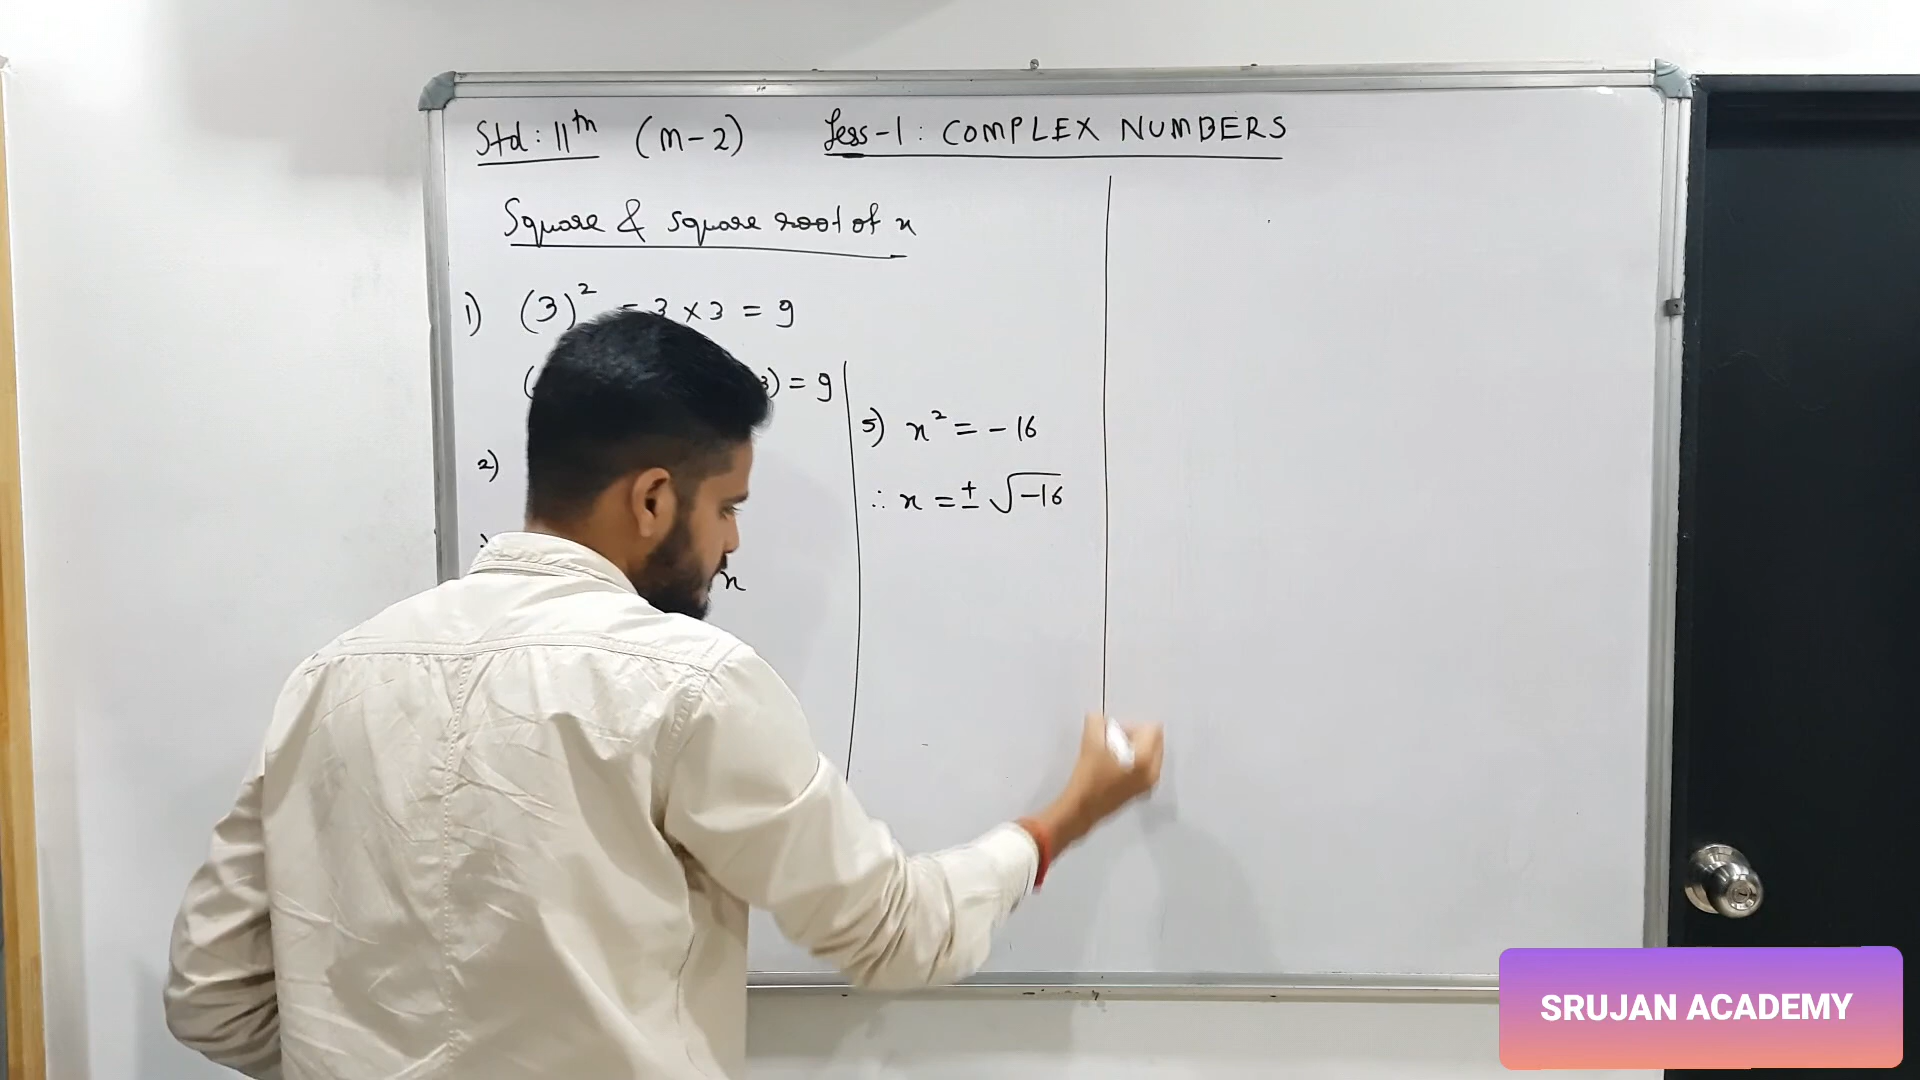 Std: 11th (M-2) Less-1: COMPLEX NUMBERS
Square & square root of x
1) (3)² = 3 × 3 = 9
3) = 9
2)
x
5) x² = -16
∴ x = ± √-16
SRUJAN ACADEMY